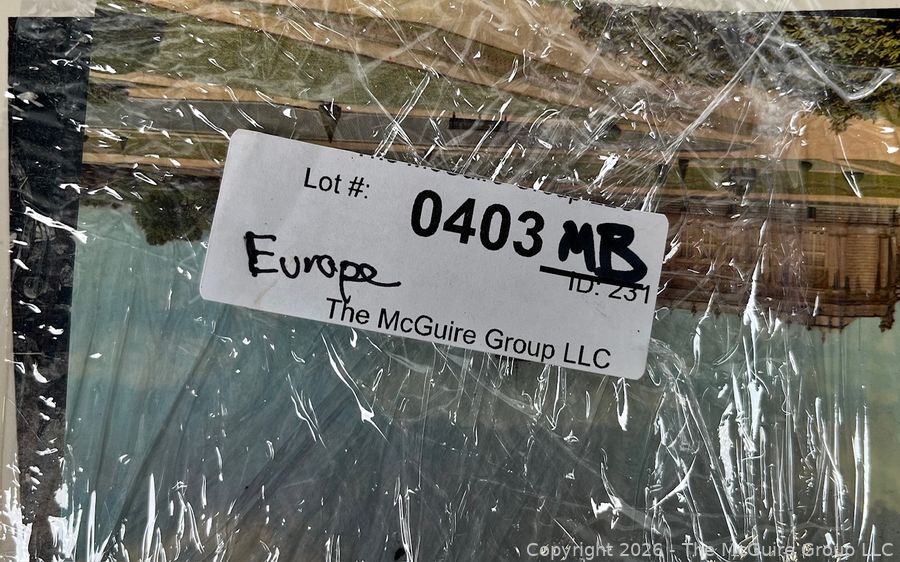 Lot #: 0403 MB
Europe ID: 231
The McGuire Group LLC
Copyright 2026 - The McGuire Group LLC